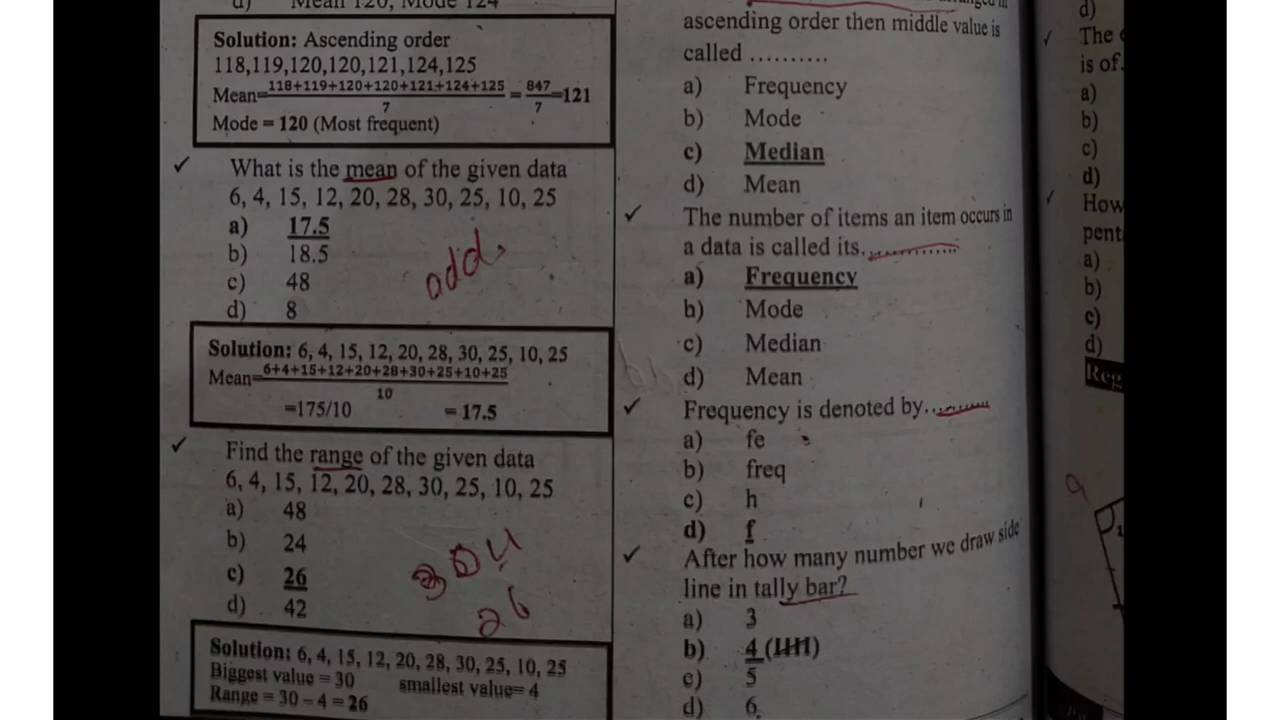 d) Mean 120, Mode 124
Solution: Ascending order
118,119,120,120,121,124,125
Mean=118+119+120+120+121+124+125/7 = 847/7=121
Mode = 120 (Most frequent)
✓ What is the mean of the given data
6, 4, 15, 12, 20, 28, 30, 25, 10, 25
a) 17.5
b) 18.5
c) 48
d) 8
add
Solution: 6, 4, 15, 12, 20, 28, 30, 25, 10, 25
Mean=6+4+15+12+20+28+30+25+10+25/10
=175/10 = 17.5
✓ Find the range of the given data
6, 4, 15, 12, 20, 28, 30, 25, 10, 25
a) 48
b) 24
c) 26
d) 42
30 4
26
Solution: 6, 4, 15, 12, 20, 28, 30, 25, 10, 25
Biggest value = 30 smallest value= 4
Range = 30 – 4 = 26
ascending order then middle value is
called ..........
a) Frequency
b) Mode
c) Median
d) Mean
✓ The number of items an item occurs in
a data is called its..............
a) Frequency
b) Mode
c) Median
d) Mean
✓ Frequency is denoted by..........
a) fe
b) freq
c) h
d) f
✓ After how many number we draw side
line in tally bar?
a) 3
b) 4 (IIII)
c) 5
d) 6
d)
✓ The
is of.
a)
b)
c)
d)
✓ How
pent
a)
b)
c)
d)
Reg